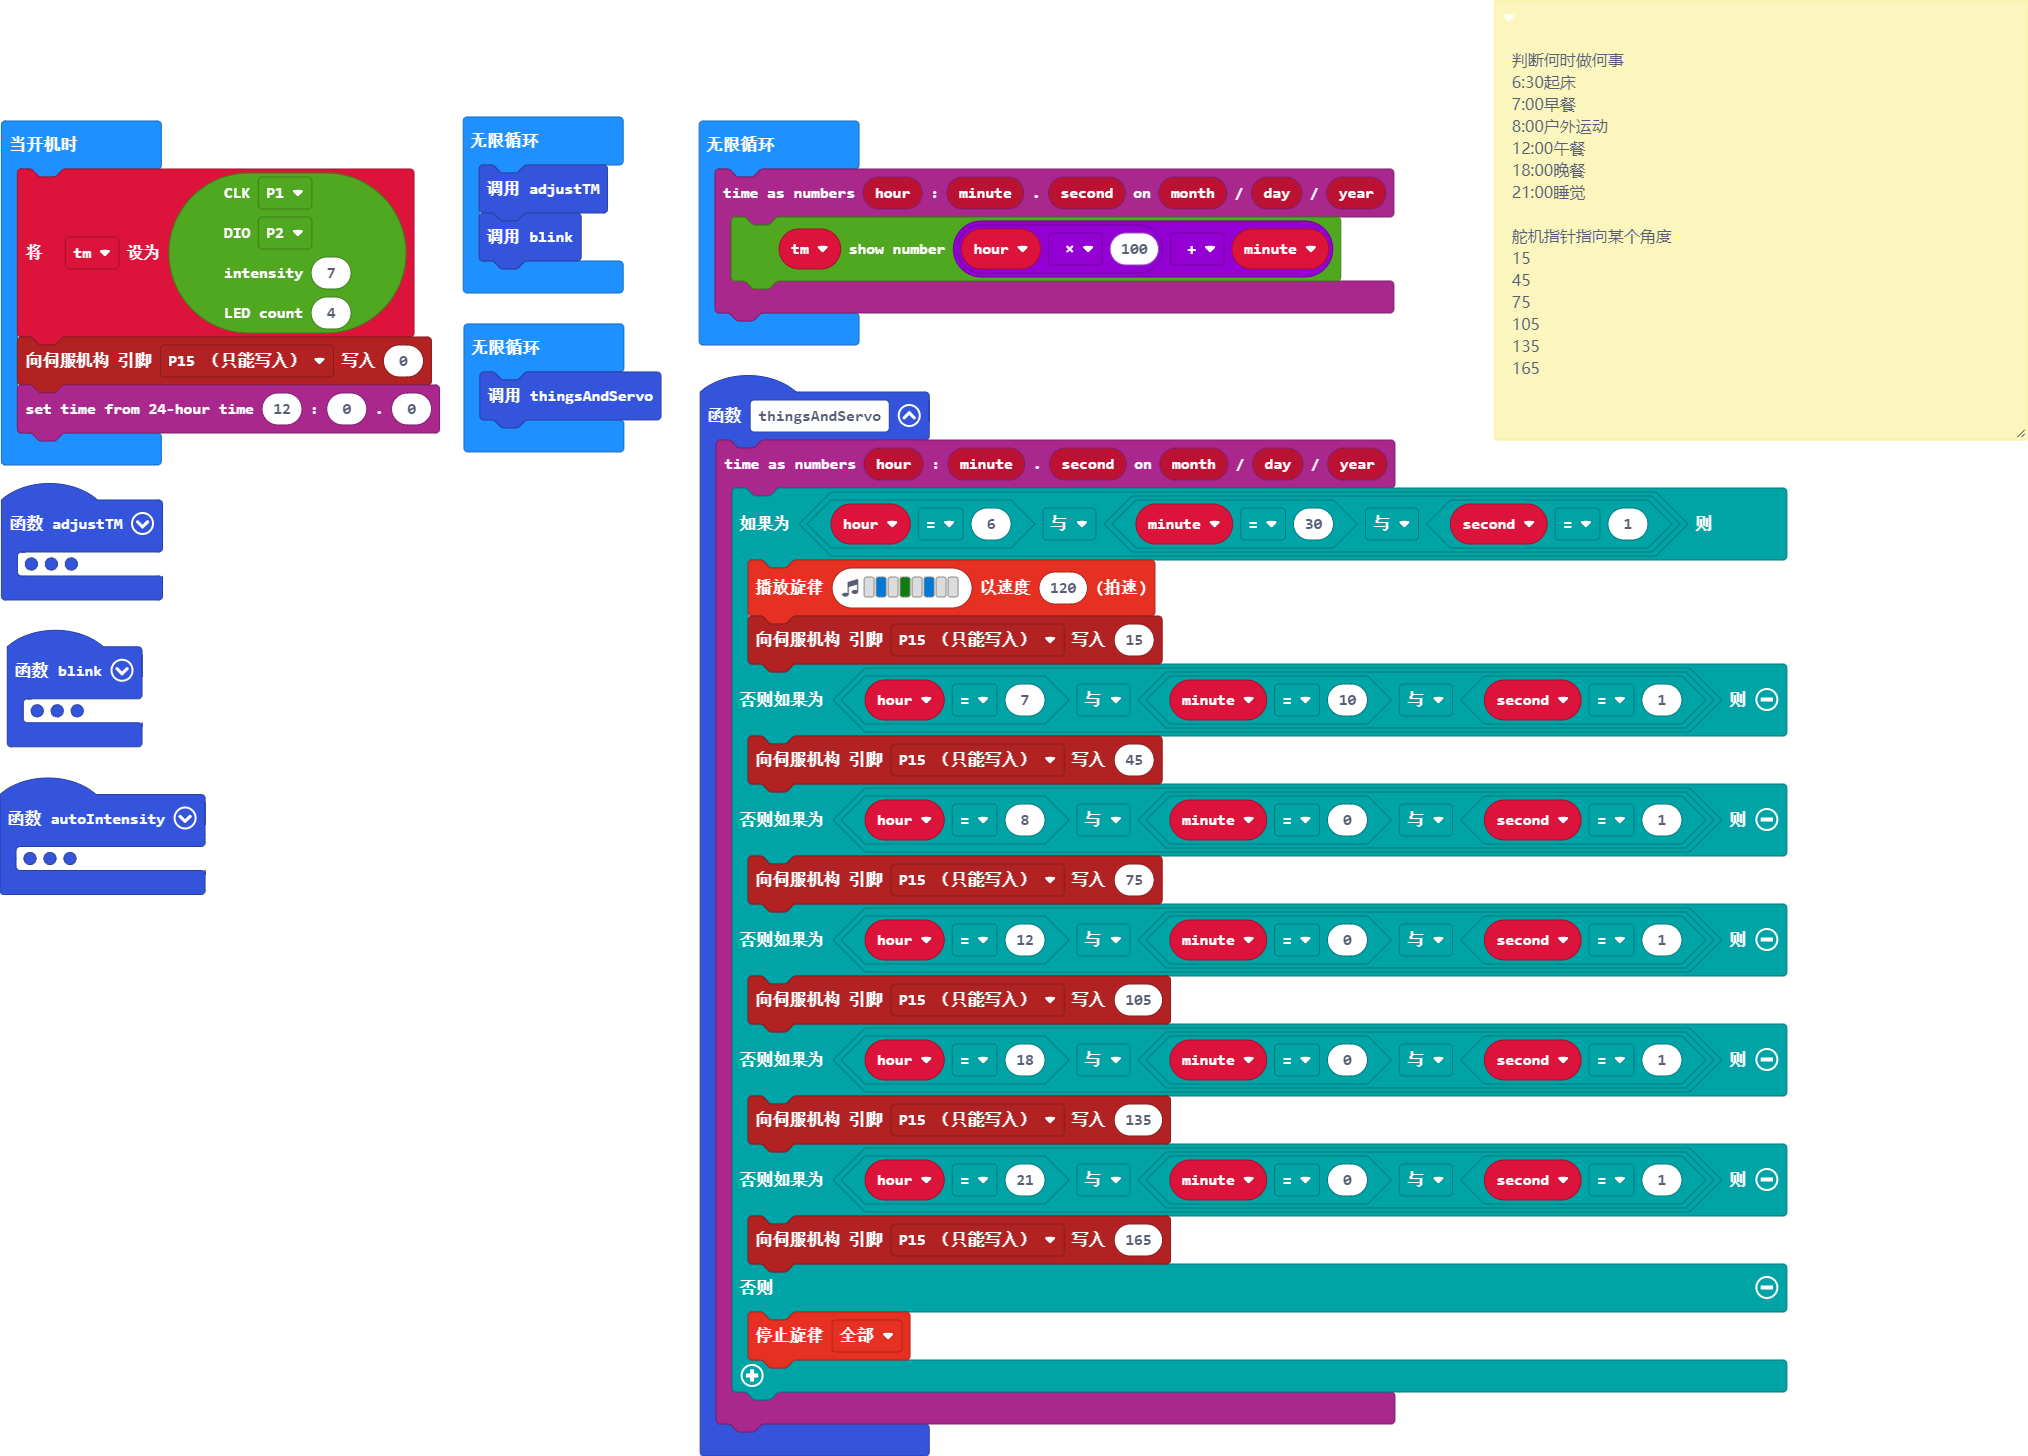 当开机时
将 tm 设为
CLK P1
DIO P2
intensity 7
LED count 4
向伺服机构 引脚 P15 （只能写入） 写入 0
set time from 24-hour time 12 : 0 . 0
函数 adjustTM
函数 blink
函数 autoIntensity
无限循环
调用 adjustTM
调用 blink
无限循环
调用 thingsAndServo
无限循环
time as numbers hour : minute . second on month / day / year
tm show number hour × 100 + minute
函数 thingsAndServo
time as numbers hour : minute . second on month / day / year
如果为 hour = 6 与 minute = 30 与 second = 1 则
播放旋律 以速度 120 (拍速)
向伺服机构 引脚 P15 （只能写入） 写入 15
否则如果为 hour = 7 与 minute = 10 与 second = 1 则
向伺服机构 引脚 P15 （只能写入） 写入 45
否则如果为 hour = 8 与 minute = 0 与 second = 1 则
向伺服机构 引脚 P15 （只能写入） 写入 75
否则如果为 hour = 12 与 minute = 0 与 second = 1 则
向伺服机构 引脚 P15 （只能写入） 写入 105
否则如果为 hour = 18 与 minute = 0 与 second = 1 则
向伺服机构 引脚 P15 （只能写入） 写入 135
否则如果为 hour = 21 与 minute = 0 与 second = 1 则
向伺服机构 引脚 P15 （只能写入） 写入 165
否则
停止旋律 全部
判断何时做何事
6:30起床
7:00早餐
8:00户外运动
12:00午餐
18:00晚餐
21:00睡觉
舵机指针指向某个角度
15
45
75
105
135
165